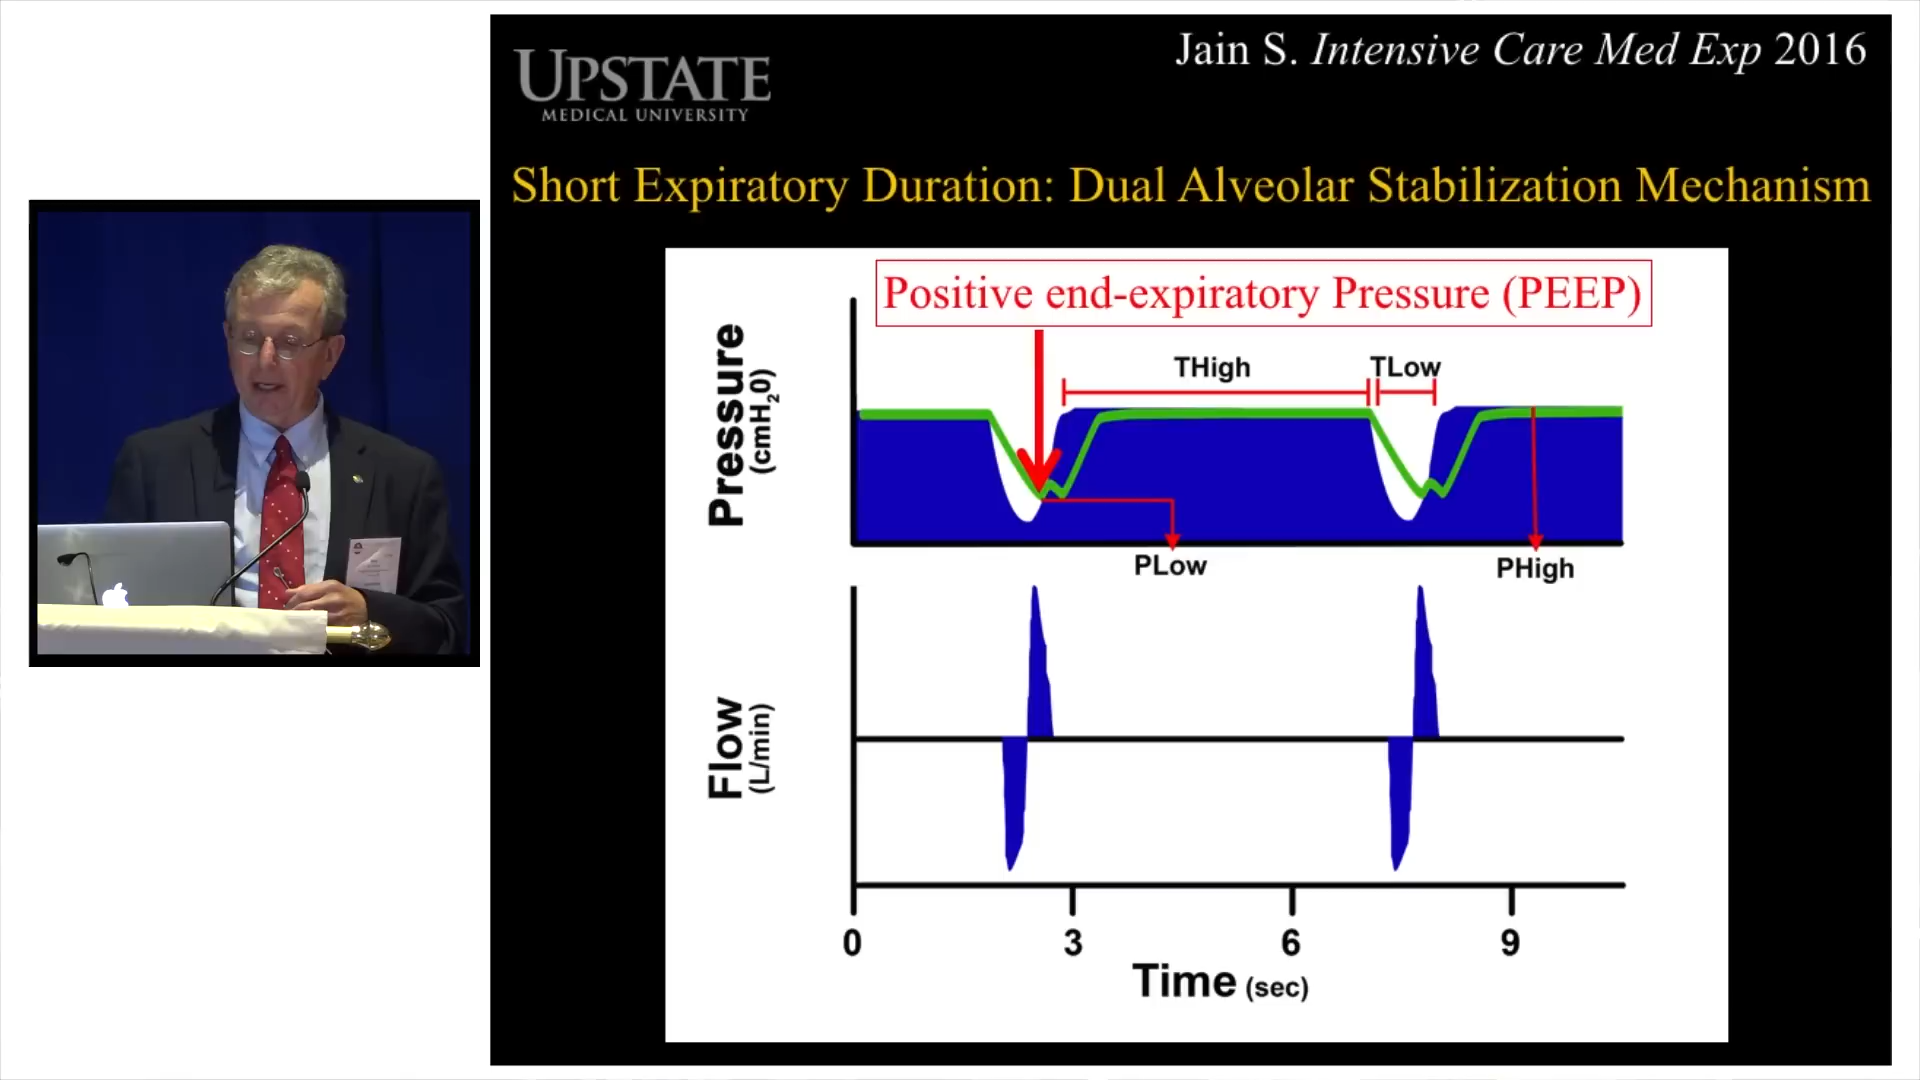 Jain S. Intensive Care Med Exp 2016
UPSTATE
MEDICAL UNIVERSITY
Short Expiratory Duration: Dual Alveolar Stabilization Mechanism
Positive end-expiratory Pressure (PEEP)
THigh
TLow
Pressure
(cmH₂0)
PLow
PHigh
Flow
(L/min)
0 3 6 9
Time (sec)